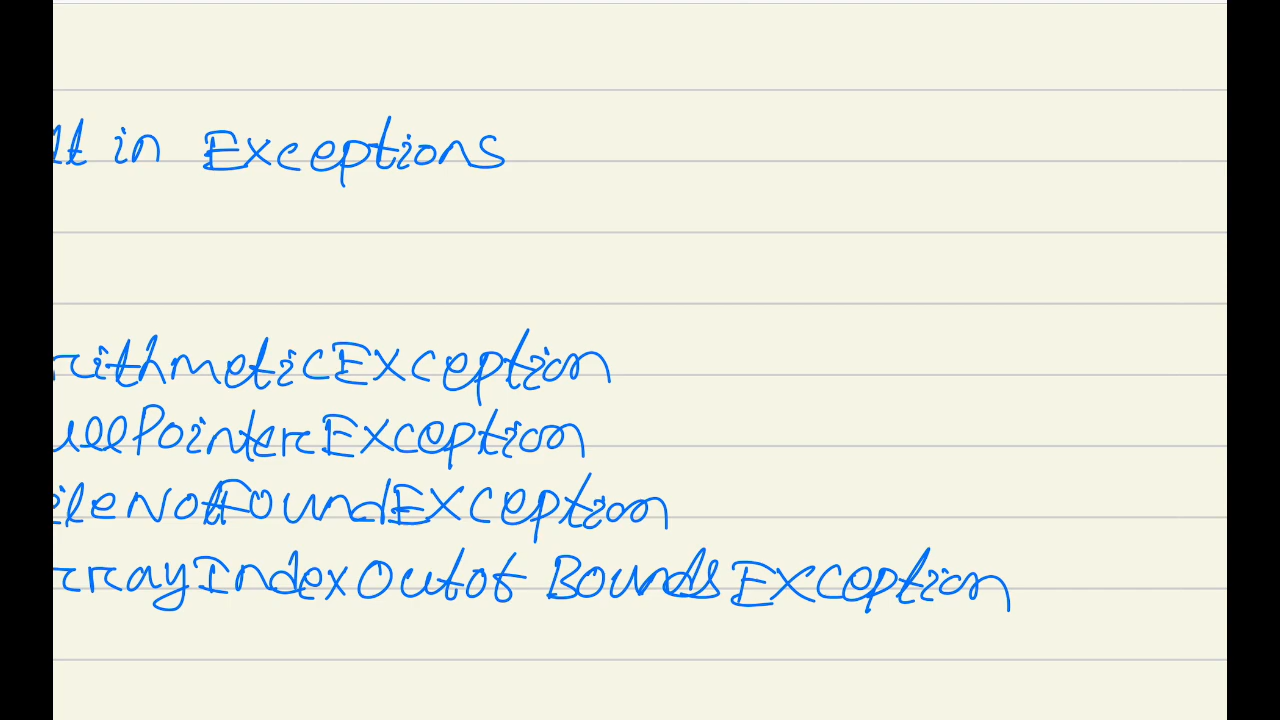 lt in Exceptions
rithmeticException
ullPointerException
ileNotFoundException
rrayIndexOutof BoundsException